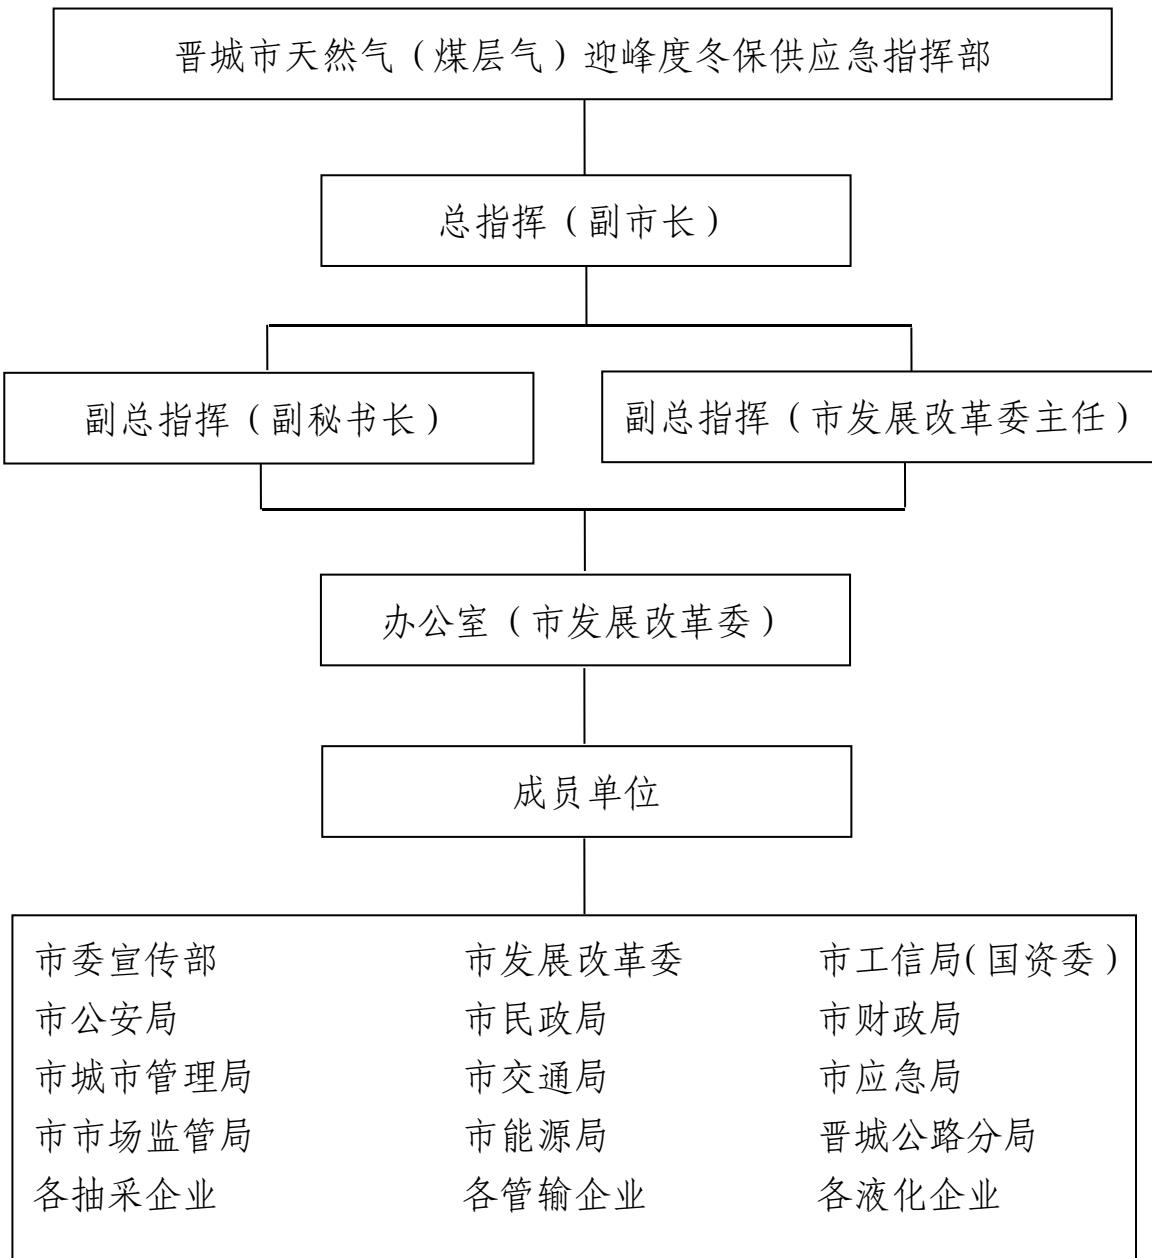 晋城市天然气（煤层气）迎峰度冬保供应急指挥部
总指挥（副市长）
副总指挥（副秘书长）
副总指挥（市发展改革委主任）
办公室（市发展改革委）
成员单位
市委宣传部 市发展改革委 市工信局(国资委）
市公安局 市民政局 市财政局
市城市管理局 市交通局 市应急局
市市场监管局 市能源局 晋城公路分局
各抽采企业 各管输企业 各液化企业